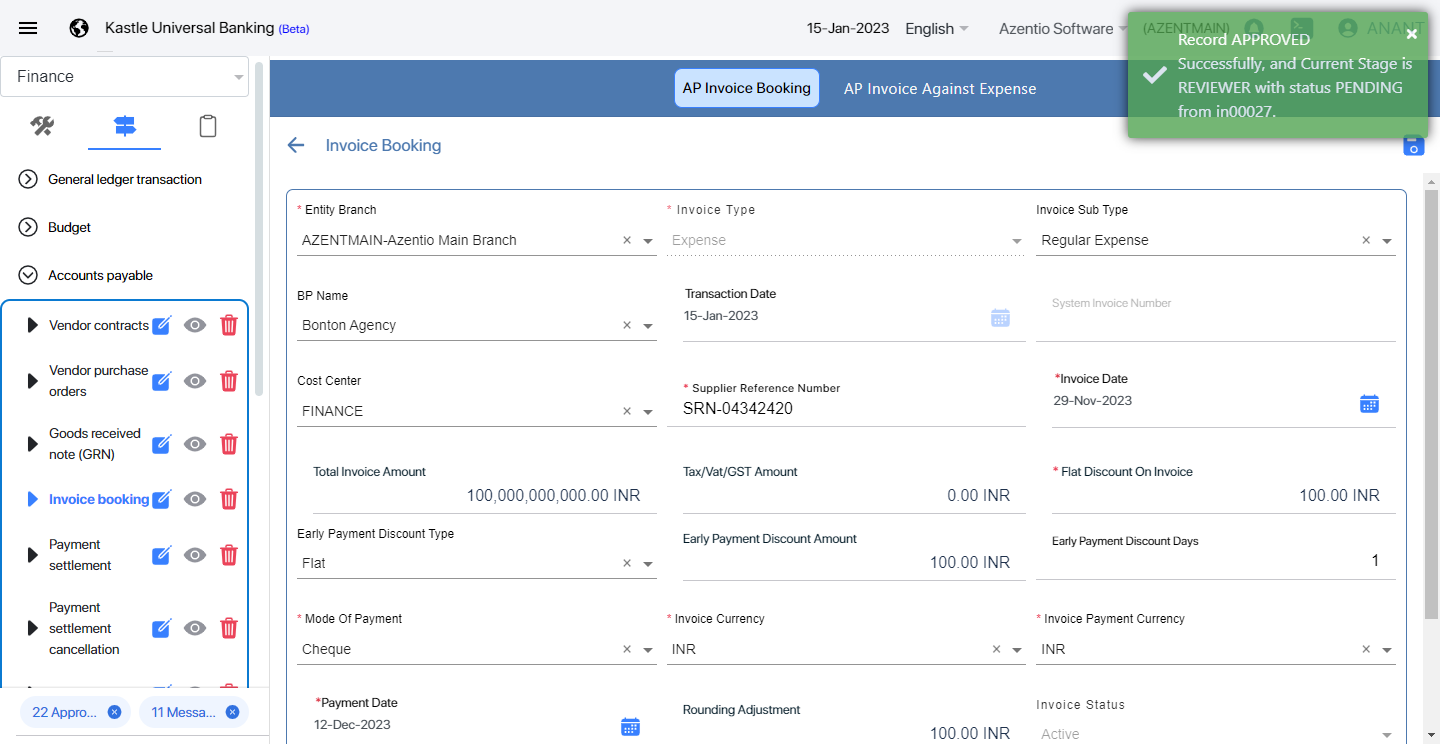 Kastle Universal Banking (Beta)
15-Jan-2023
English
Azentio Software
(AZENTMAIN)
ANANT
Record APPROVED
Successfully, and Current Stage is
REVIEWER with status PENDING
from in00027.
Finance
AP Invoice Booking
AP Invoice Against Expense
Invoice Booking
General ledger transaction
Budget
Accounts payable
Vendor contracts
Vendor purchase
orders
Goods received
note (GRN)
Invoice booking
Payment
settlement
Payment
settlement
cancellation
22 Appro...
11 Messa...
* Entity Branch
AZENTMAIN-Azentio Main Branch
* Invoice Type
Expense
Invoice Sub Type
Regular Expense
BP Name
Bonton Agency
Transaction Date
15-Jan-2023
System Invoice Number
Cost Center
FINANCE
* Supplier Reference Number
SRN-04342420
*Invoice Date
29-Nov-2023
Total Invoice Amount
100,000,000,000.00 INR
Tax/Vat/GST Amount
0.00 INR
* Flat Discount On Invoice
100.00 INR
Early Payment Discount Type
Flat
Early Payment Discount Amount
100.00 INR
Early Payment Discount Days
1
* Mode Of Payment
Cheque
* Invoice Currency
INR
* Invoice Payment Currency
INR
*Payment Date
12-Dec-2023
Rounding Adjustment
100.00 INR
Invoice Status
Active